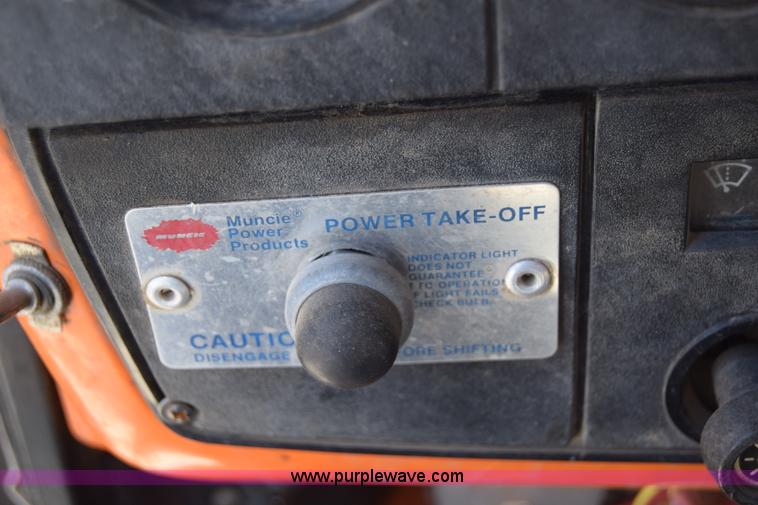 MUNCIE
Muncie®
Power
Products
POWER TAKE-OFF
INDICATOR LIGHT
DOES NOT
GUARANTEE
OPERATION
LIGHT FAILS
CHECK BULB.
CAUTIO
DISENGAGE ORE SHIFTING
www.purplewave.com